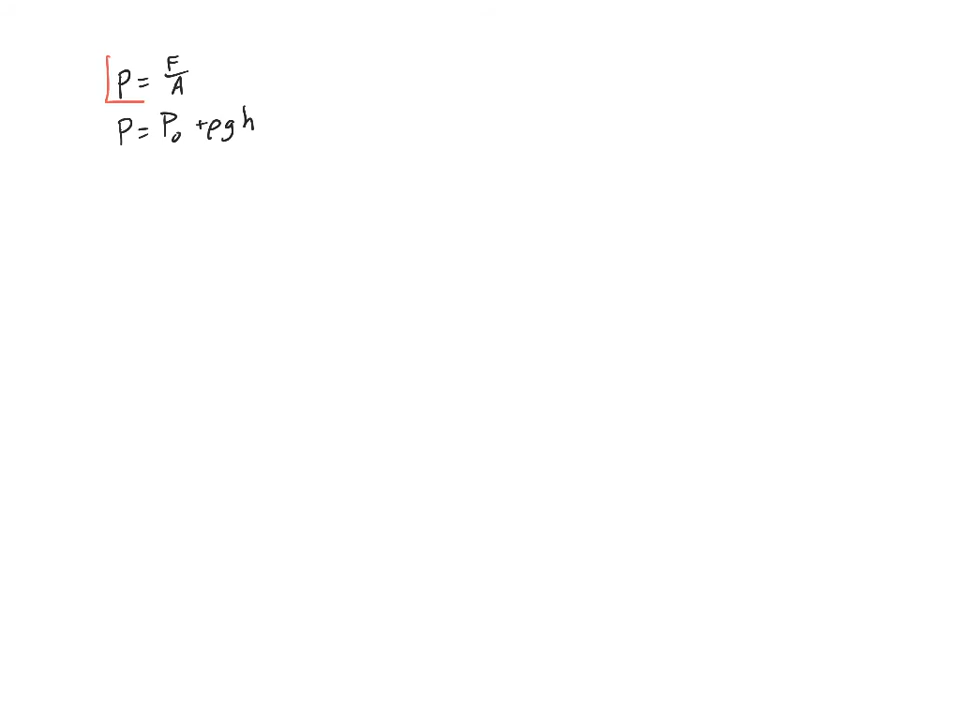 P = F/A
P = P₀ + ρgh